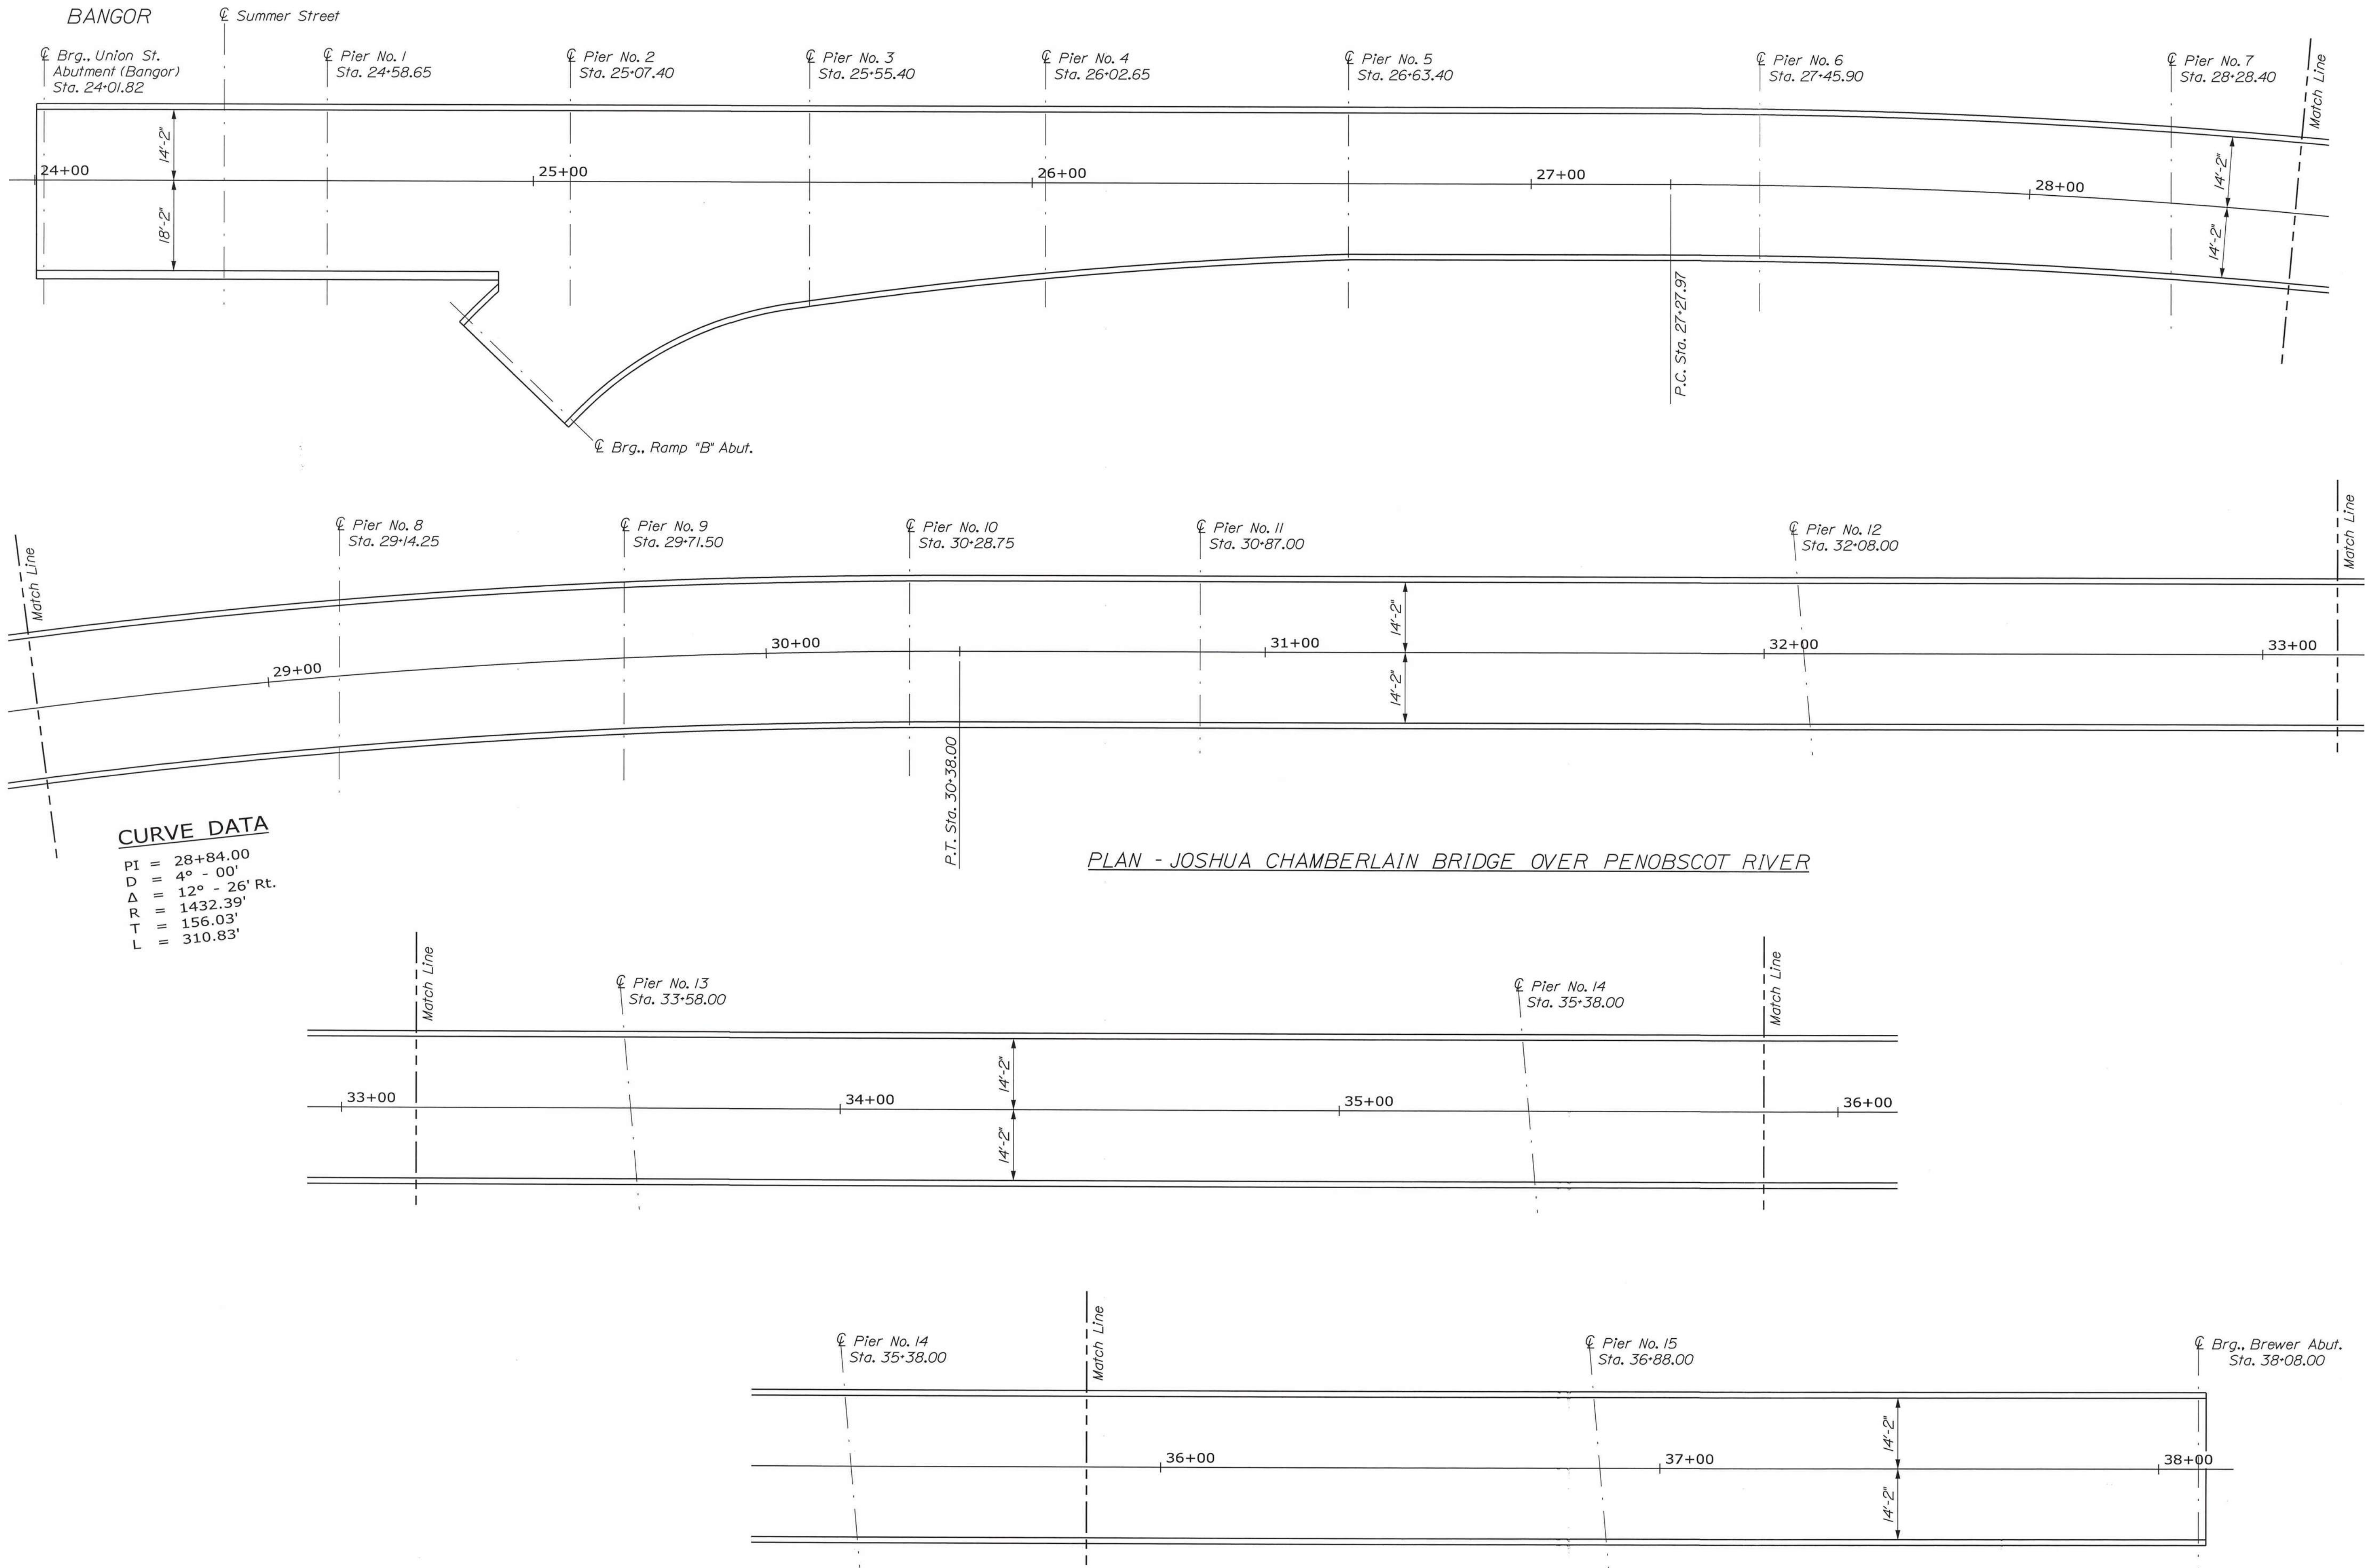 BANGOR
℄ Summer Street
℄ Brg., Union St.
Abutment (Bangor)
Sta. 24+01.82
℄ Pier No. 1
Sta. 24+58.65
℄ Pier No. 2
Sta. 25+07.40
℄ Pier No. 3
Sta. 25+55.40
℄ Pier No. 4
Sta. 26+02.65
℄ Pier No. 5
Sta. 26+63.40
℄ Pier No. 6
Sta. 27+45.90
℄ Pier No. 7
Sta. 28+28.40
Match Line
14'-2"
18'-2"
24+00
25+00
26+00
27+00
28+00
14'-2"
14'-2"
P.C. Sta. 27+27.97
℄ Brg., Ramp "B" Abut.
Match Line
℄ Pier No. 8
Sta. 29+14.25
℄ Pier No. 9
Sta. 29+71.50
℄ Pier No. 10
Sta. 30+28.75
℄ Pier No. 11
Sta. 30+87.00
℄ Pier No. 12
Sta. 32+08.00
Match Line
29+00
30+00
31+00
32+00
33+00
14'-2"
14'-2"
P.T. Sta. 30+38.00
CURVE DATA
PI = 28+84.00
D = 4° - 00'
Δ = 12° - 26' Rt.
R = 1432.39'
T = 156.03'
L = 310.83'
PLAN - JOSHUA CHAMBERLAIN BRIDGE OVER PENOBSCOT RIVER
Match Line
℄ Pier No. 13
Sta. 33+58.00
℄ Pier No. 14
Sta. 35+38.00
Match Line
33+00
34+00
35+00
36+00
14'-2"
14'-2"
℄ Pier No. 14
Sta. 35+38.00
Match Line
℄ Pier No. 15
Sta. 36+88.00
℄ Brg., Brewer Abut.
Sta. 38+08.00
36+00
37+00
38+00
14'-2"
14'-2"